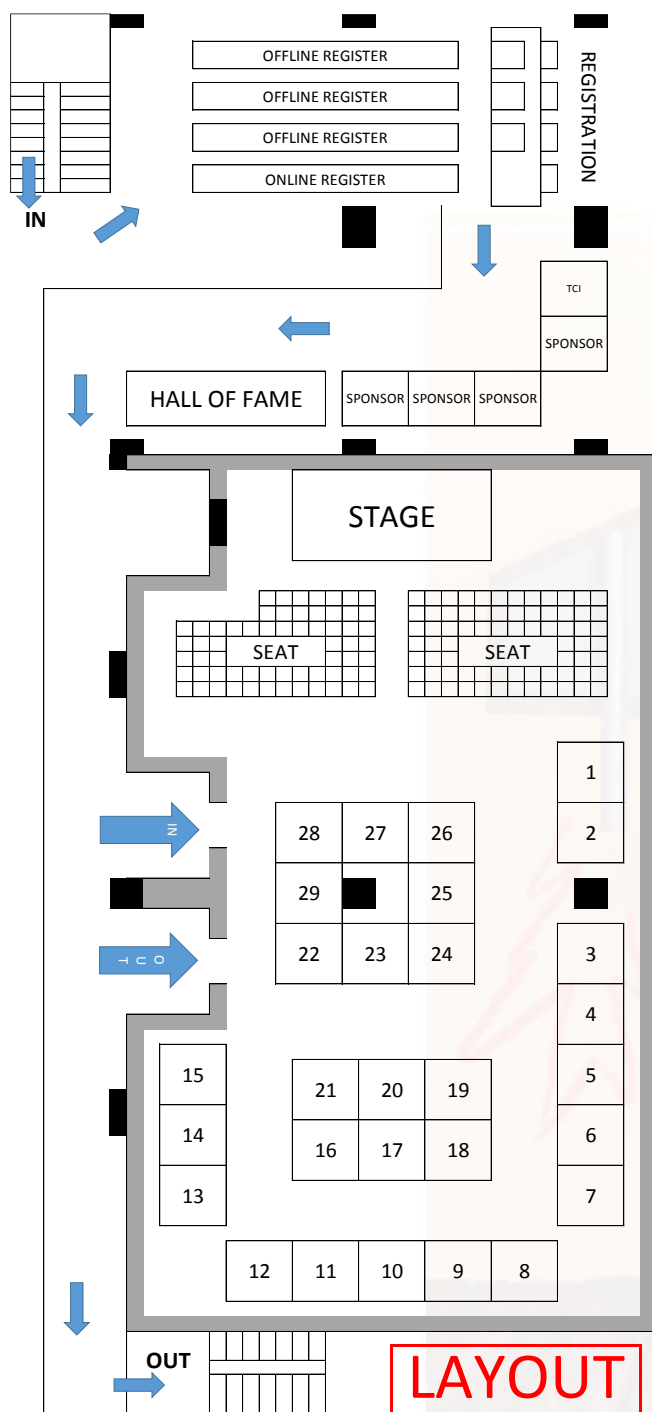 OFFLINE REGISTER
OFFLINE REGISTER
OFFLINE REGISTER
ONLINE REGISTER
REGISTRATION
IN
TCI
SPONSOR
HALL OF FAME
SPONSOR SPONSOR SPONSOR
STAGE
SEAT SEAT
1
28 27 26 2
IN
29 25
22 23 24 3
OUT
4
15 21 20 19 5
14 16 17 18 6
13 7
12 11 10 9 8
OUT
LAYOUT